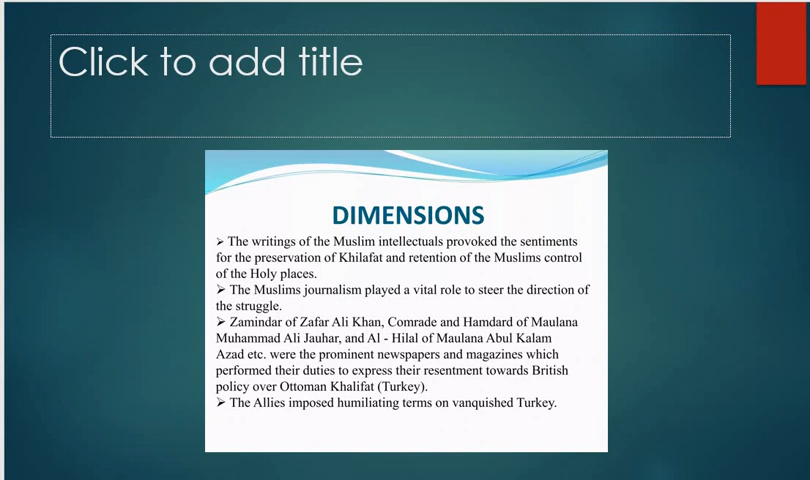 Click to add title
DIMENSIONS
➢ The writings of the Muslim intellectuals provoked the sentiments
for the preservation of Khilafat and retention of the Muslims control
of the Holy places.
➢ The Muslims journalism played a vital role to steer the direction of
the struggle.
➢ Zamindar of Zafar Ali Khan, Comrade and Hamdard of Maulana
Muhammad Ali Jauhar, and Al - Hilal of Maulana Abul Kalam
Azad etc. were the prominent newspapers and magazines which
performed their duties to express their resentment towards British
policy over Ottoman Khalifat (Turkey).
➢ The Allies imposed humiliating terms on vanquished Turkey.